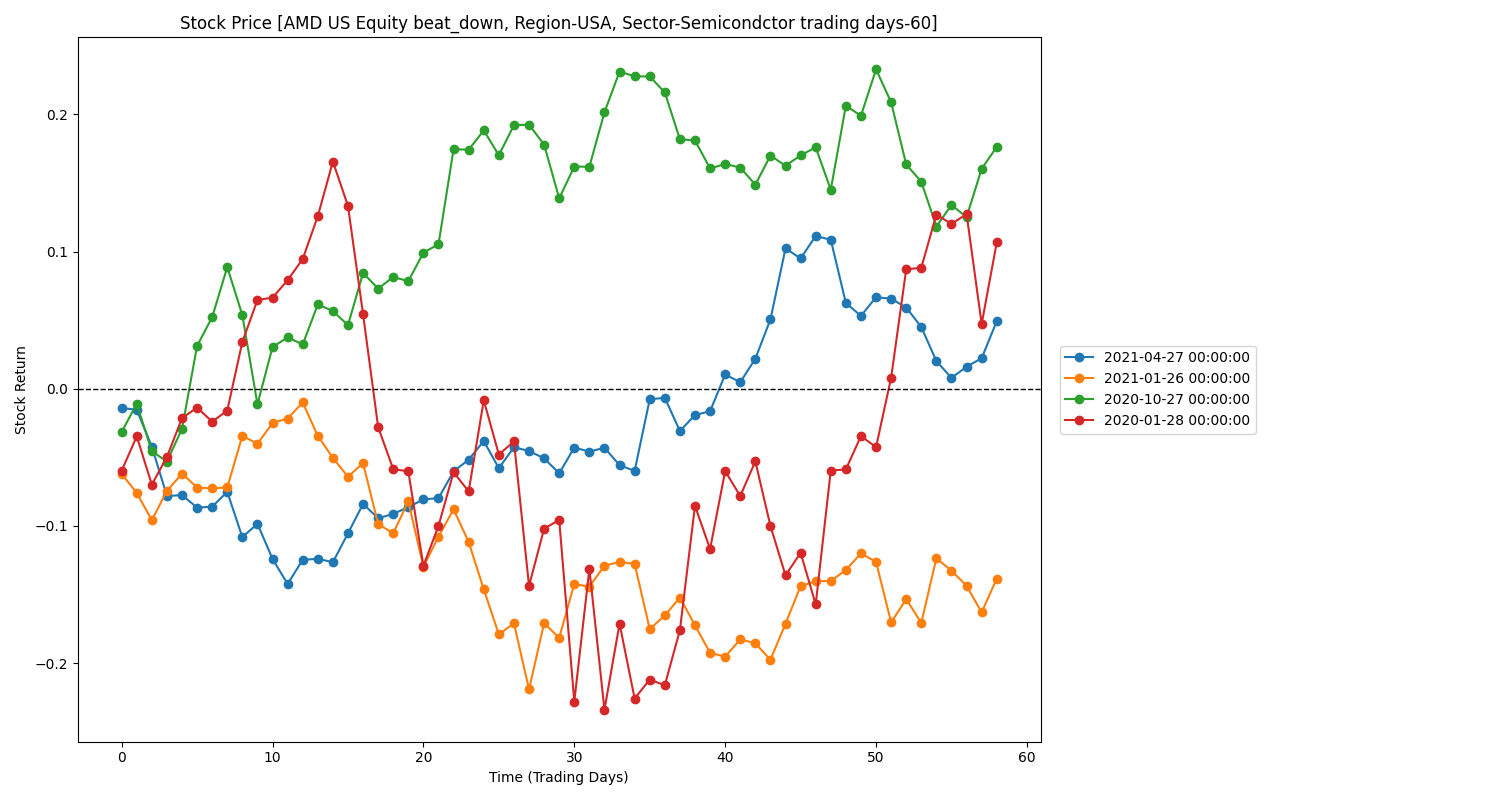 Stock Price [AMD US Equity beat_down, Region-USA, Sector-Semicondctor trading days-60]
Stock Return
0.2
0.1
0.0
−0.1
−0.2
0 10 20 30 40 50 60
Time (Trading Days)
2021-04-27 00:00:00
2021-01-26 00:00:00
2020-10-27 00:00:00
2020-01-28 00:00:00